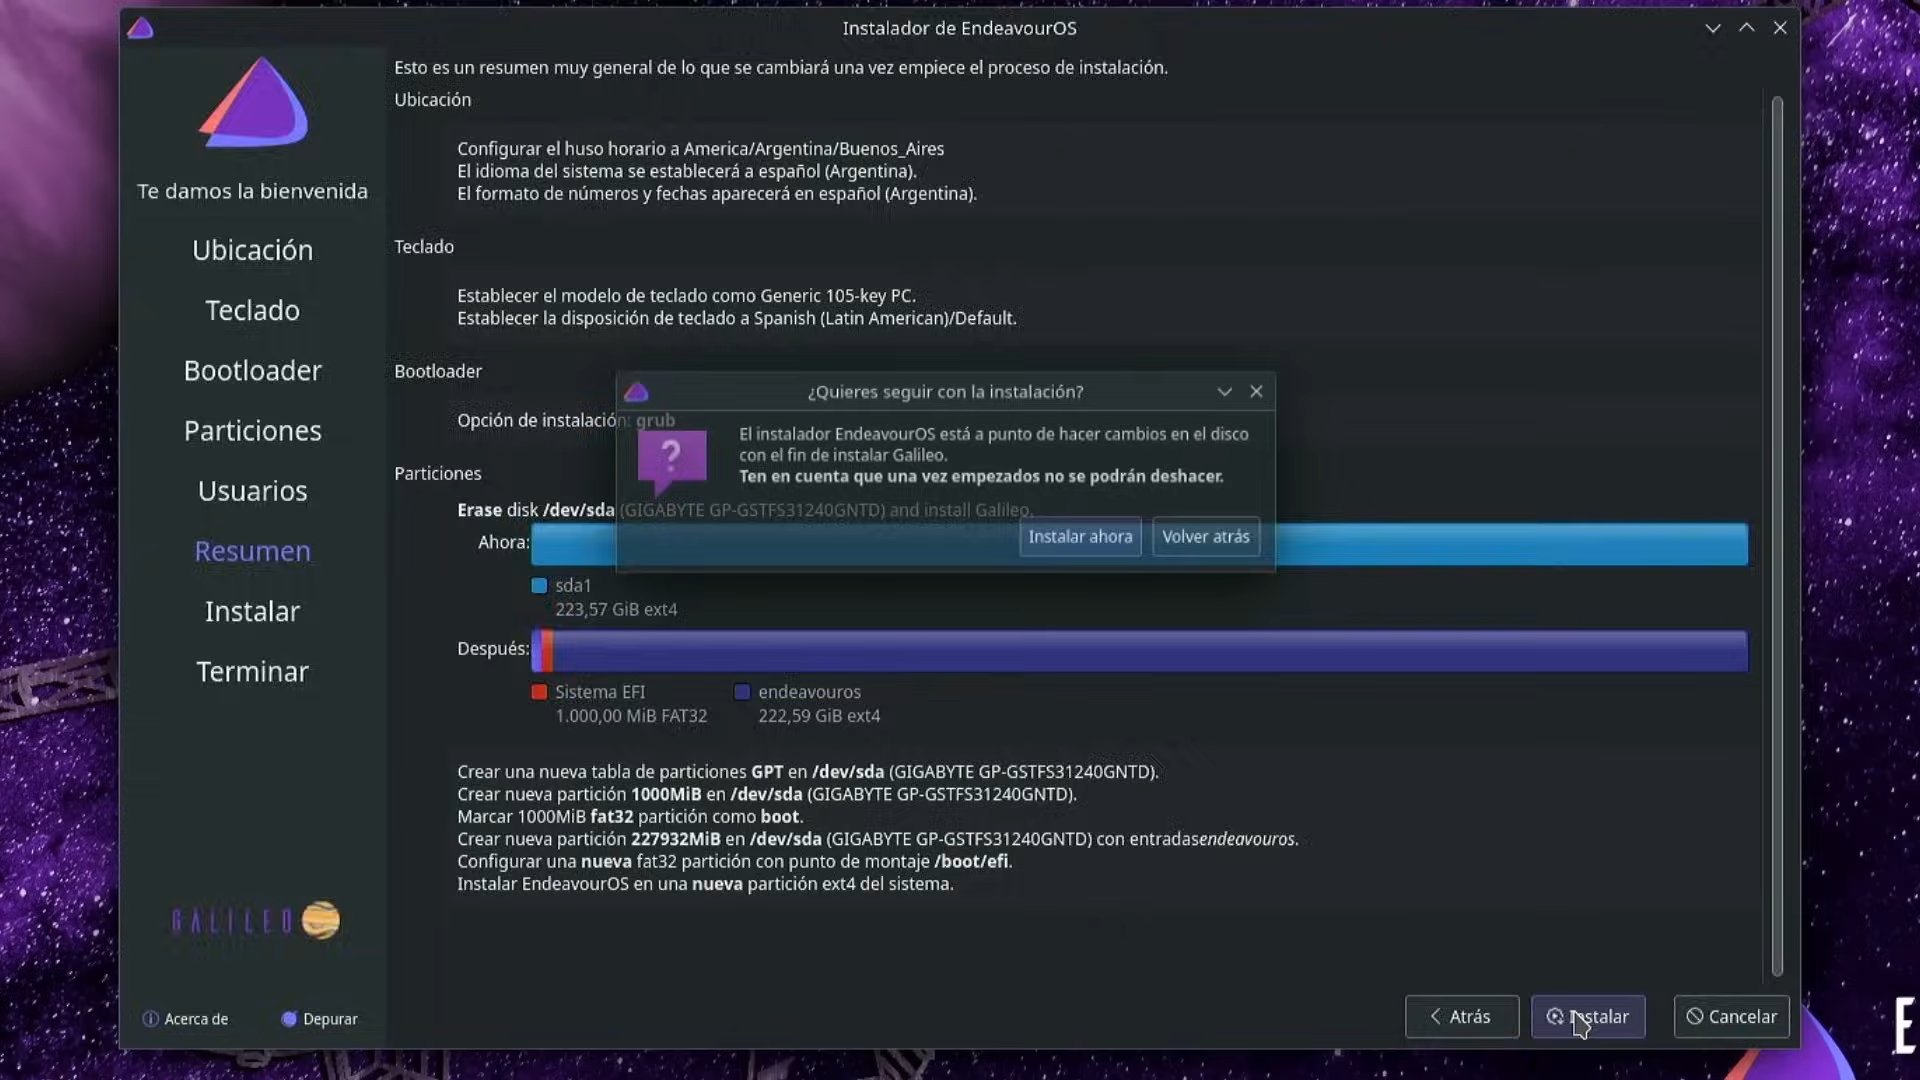 Instalador de EndeavourOS
Te damos la bienvenida
Ubicación
Teclado
Bootloader
Particiones
Usuarios
Resumen
Instalar
Terminar
GALILEO
Acerca de
Depurar
Esto es un resumen muy general de lo que se cambiará una vez empiece el proceso de instalación.
Ubicación
Configurar el huso horario a America/Argentina/Buenos_Aires
El idioma del sistema se establecerá a español (Argentina).
El formato de números y fechas aparecerá en español (Argentina).
Teclado
Establecer el modelo de teclado como Generic 105-key PC.
Establecer la disposición de teclado a Spanish (Latin American)/Default.
Bootloader
Opción de instalación: grub
Particiones
Erase disk /dev/sda (GIGABYTE GP-GSTFS31240GNTD) and install Galileo.
Ahora:
sda1
223,57 GiB ext4
Después:
Sistema EFI
1.000,00 MiB FAT32
endeavouros
222,59 GiB ext4
Crear una nueva tabla de particiones GPT en /dev/sda (GIGABYTE GP-GSTFS31240GNTD).
Crear nueva partición 1000MiB en /dev/sda (GIGABYTE GP-GSTFS31240GNTD).
Marcar 1000MiB fat32 partición como boot.
Crear nueva partición 227932MiB en /dev/sda (GIGABYTE GP-GSTFS31240GNTD) con entradasendeavouros.
Configurar una nueva fat32 partición con punto de montaje /boot/efi.
Instalar EndeavourOS en una nueva partición ext4 del sistema.
¿Quieres seguir con la instalación?
El instalador EndeavourOS está a punto de hacer cambios en el disco
con el fin de instalar Galileo.
Ten en cuenta que una vez empezados no se podrán deshacer.
Instalar ahora
Volver atrás
Atrás
Instalar
Cancelar
E